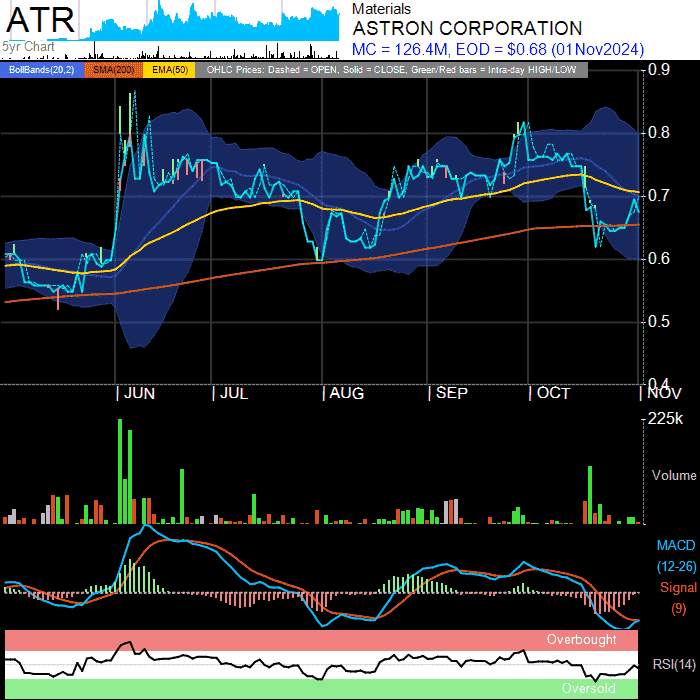 ATR
Materials
ASTRON CORPORATION
5yr Chart
MC = 126.4M, EOD = $0.68 (01Nov2024)
BollBands(20,2) SMA(200) EMA(50) OHLC Prices: Dashed = OPEN, Solid = CLOSE, Green/Red bars = Intra-day HIGH/LOW
0.9
0.8
0.7
0.6
0.5
0.4
| JUN | JUL | AUG | SEP | OCT | NOV
225k
Volume
MACD
(12-26)
Signal
(9)
Overbought
RSI(14)
Oversold